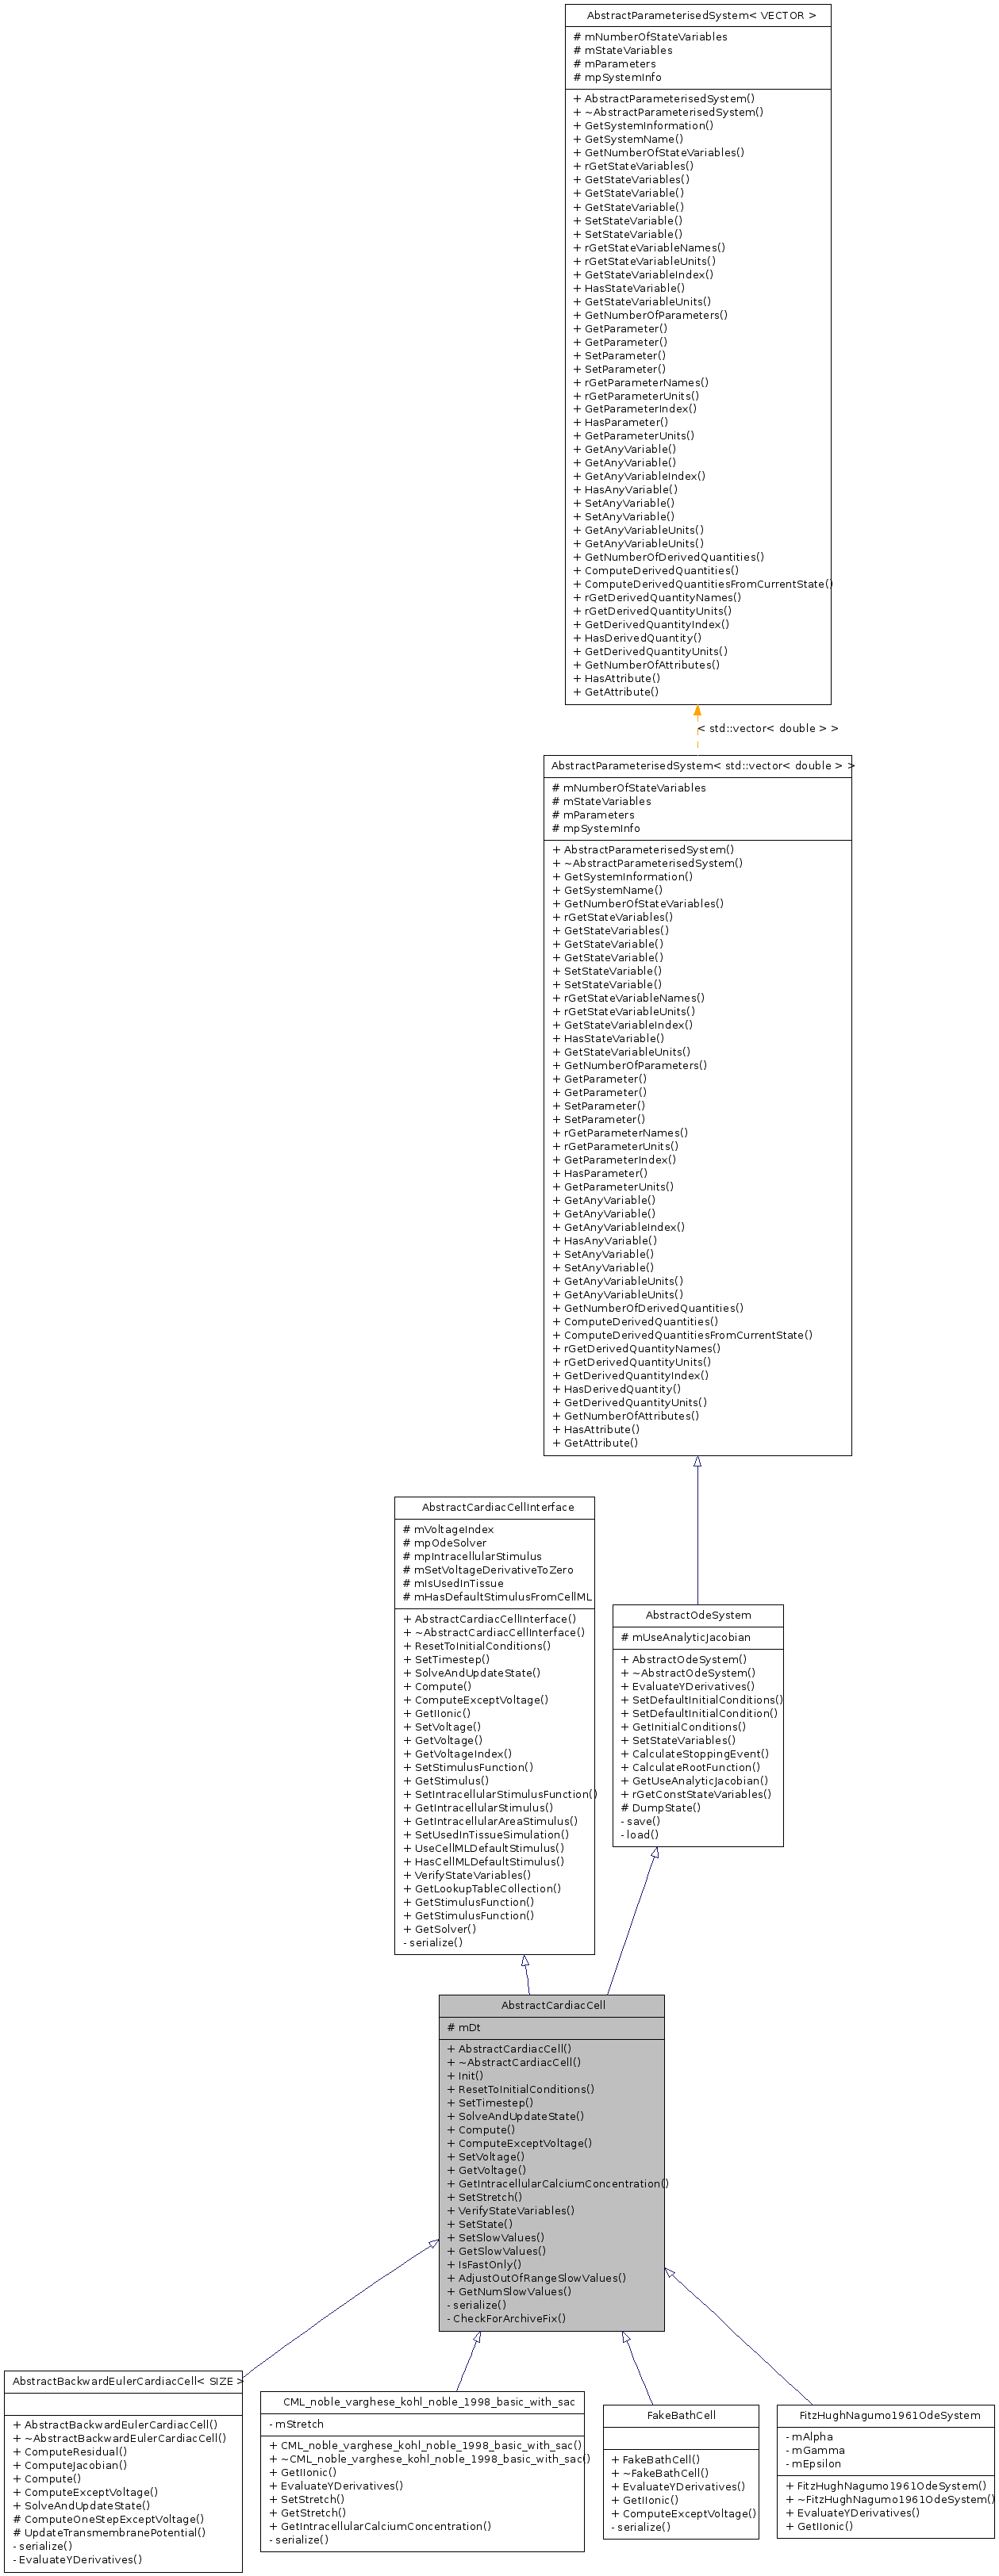 AbstractParameterisedSystem< VECTOR >
# mNumberOfStateVariables
# mStateVariables
# mParameters
# mpSystemInfo
+ AbstractParameterisedSystem()
+ ~AbstractParameterisedSystem()
+ GetSystemInformation()
+ GetSystemName()
+ GetNumberOfStateVariables()
+ rGetStateVariables()
+ GetStateVariables()
+ GetStateVariable()
+ GetStateVariable()
+ SetStateVariable()
+ SetStateVariable()
+ rGetStateVariableNames()
+ rGetStateVariableUnits()
+ GetStateVariableIndex()
+ HasStateVariable()
+ GetStateVariableUnits()
+ GetNumberOfParameters()
+ GetParameter()
+ GetParameter()
+ SetParameter()
+ SetParameter()
+ rGetParameterNames()
+ rGetParameterUnits()
+ GetParameterIndex()
+ HasParameter()
+ GetParameterUnits()
+ GetAnyVariable()
+ GetAnyVariable()
+ GetAnyVariableIndex()
+ HasAnyVariable()
+ SetAnyVariable()
+ SetAnyVariable()
+ GetAnyVariableUnits()
+ GetAnyVariableUnits()
+ GetNumberOfDerivedQuantities()
+ ComputeDerivedQuantities()
+ ComputeDerivedQuantitiesFromCurrentState()
+ rGetDerivedQuantityNames()
+ rGetDerivedQuantityUnits()
+ GetDerivedQuantityIndex()
+ HasDerivedQuantity()
+ GetDerivedQuantityUnits()
+ GetNumberOfAttributes()
+ HasAttribute()
+ GetAttribute()
< std::vector< double > >
AbstractParameterisedSystem< std::vector< double > >
# mNumberOfStateVariables
# mStateVariables
# mParameters
# mpSystemInfo
+ AbstractParameterisedSystem()
+ ~AbstractParameterisedSystem()
+ GetSystemInformation()
+ GetSystemName()
+ GetNumberOfStateVariables()
+ rGetStateVariables()
+ GetStateVariables()
+ GetStateVariable()
+ GetStateVariable()
+ SetStateVariable()
+ SetStateVariable()
+ rGetStateVariableNames()
+ rGetStateVariableUnits()
+ GetStateVariableIndex()
+ HasStateVariable()
+ GetStateVariableUnits()
+ GetNumberOfParameters()
+ GetParameter()
+ GetParameter()
+ SetParameter()
+ SetParameter()
+ rGetParameterNames()
+ rGetParameterUnits()
+ GetParameterIndex()
+ HasParameter()
+ GetParameterUnits()
+ GetAnyVariable()
+ GetAnyVariable()
+ GetAnyVariableIndex()
+ HasAnyVariable()
+ SetAnyVariable()
+ SetAnyVariable()
+ GetAnyVariableUnits()
+ GetAnyVariableUnits()
+ GetNumberOfDerivedQuantities()
+ ComputeDerivedQuantities()
+ ComputeDerivedQuantitiesFromCurrentState()
+ rGetDerivedQuantityNames()
+ rGetDerivedQuantityUnits()
+ GetDerivedQuantityIndex()
+ HasDerivedQuantity()
+ GetDerivedQuantityUnits()
+ GetNumberOfAttributes()
+ HasAttribute()
+ GetAttribute()
AbstractCardiacCellInterface
# mVoltageIndex
# mpOdeSolver
# mpIntracellularStimulus
# mSetVoltageDerivativeToZero
# mIsUsedInTissue
# mHasDefaultStimulusFromCellML
+ AbstractCardiacCellInterface()
+ ~AbstractCardiacCellInterface()
+ ResetToInitialConditions()
+ SetTimestep()
+ SolveAndUpdateState()
+ Compute()
+ ComputeExceptVoltage()
+ GetIIonic()
+ SetVoltage()
+ GetVoltage()
+ GetVoltageIndex()
+ SetStimulusFunction()
+ GetStimulus()
+ SetIntracellularStimulusFunction()
+ GetIntracellularStimulus()
+ GetIntracellularAreaStimulus()
+ SetUsedInTissueSimulation()
+ UseCellMLDefaultStimulus()
+ HasCellMLDefaultStimulus()
+ VerifyStateVariables()
+ GetLookupTableCollection()
+ GetStimulusFunction()
+ GetStimulusFunction()
+ GetSolver()
- serialize()
AbstractOdeSystem
# mUseAnalyticJacobian
+ AbstractOdeSystem()
+ ~AbstractOdeSystem()
+ EvaluateYDerivatives()
+ SetDefaultInitialConditions()
+ SetDefaultInitialCondition()
+ GetInitialConditions()
+ SetStateVariables()
+ CalculateStoppingEvent()
+ CalculateRootFunction()
+ GetUseAnalyticJacobian()
+ rGetConstStateVariables()
# DumpState()
- save()
- load()
AbstractCardiacCell
# mDt
+ AbstractCardiacCell()
+ ~AbstractCardiacCell()
+ Init()
+ ResetToInitialConditions()
+ SetTimestep()
+ SolveAndUpdateState()
+ Compute()
+ ComputeExceptVoltage()
+ SetVoltage()
+ GetVoltage()
+ GetIntracellularCalciumConcentration()
+ SetStretch()
+ VerifyStateVariables()
+ SetState()
+ SetSlowValues()
+ GetSlowValues()
+ IsFastOnly()
+ AdjustOutOfRangeSlowValues()
+ GetNumSlowValues()
- serialize()
- CheckForArchiveFix()
AbstractBackwardEulerCardiacCell< SIZE >
+ AbstractBackwardEulerCardiacCell()
+ ~AbstractBackwardEulerCardiacCell()
+ ComputeResidual()
+ ComputeJacobian()
+ Compute()
+ ComputeExceptVoltage()
+ SolveAndUpdateState()
# ComputeOneStepExceptVoltage()
# UpdateTransmembranePotential()
- serialize()
- EvaluateYDerivatives()
CML_noble_varghese_kohl_noble_1998_basic_with_sac
- mStretch
+ CML_noble_varghese_kohl_noble_1998_basic_with_sac()
+ ~CML_noble_varghese_kohl_noble_1998_basic_with_sac()
+ GetIIonic()
+ EvaluateYDerivatives()
+ SetStretch()
+ GetStretch()
+ GetIntracellularCalciumConcentration()
- serialize()
FakeBathCell
+ FakeBathCell()
+ ~FakeBathCell()
+ EvaluateYDerivatives()
+ GetIIonic()
+ ComputeExceptVoltage()
- serialize()
FitzHughNagumo1961OdeSystem
- mAlpha
- mGamma
- mEpsilon
+ FitzHughNagumo1961OdeSystem()
+ ~FitzHughNagumo1961OdeSystem()
+ EvaluateYDerivatives()
+ GetIIonic()